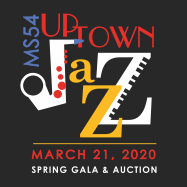 MS54
UPTOWN
JaZZ
MARCH 21, 2020
SPRING GALA & AUCTION